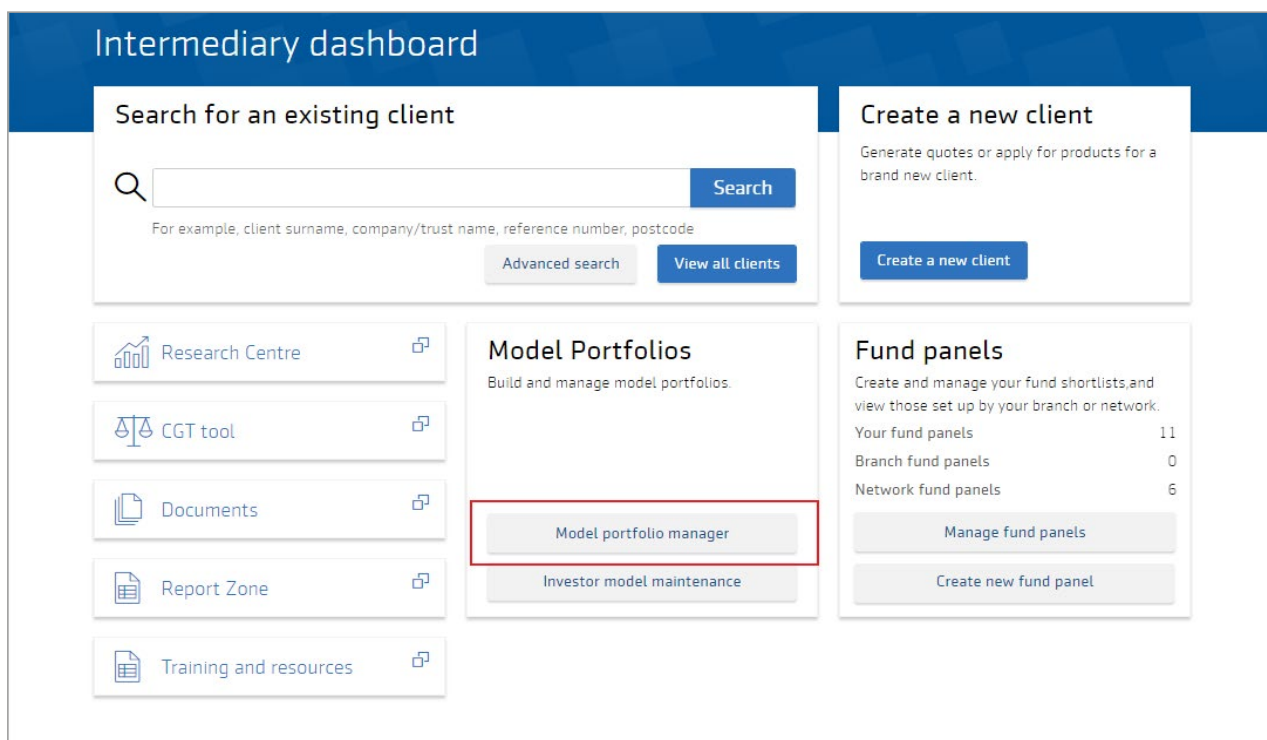 Intermediary dashboard
Search for an existing client
Search
For example, client surname, company/trust name, reference number, postcode
Advanced search
View all clients
Create a new client
Generate quotes or apply for products for a
brand new client.
Create a new client
Research Centre
CGT tool
Documents
Report Zone
Training and resources
Model Portfolios
Build and manage model portfolios.
Model portfolio manager
Investor model maintenance
Fund panels
Create and manage your fund shortlists,and
view those set up by your branch or network.
Your fund panels 11
Branch fund panels 0
Network fund panels 6
Manage fund panels
Create new fund panel